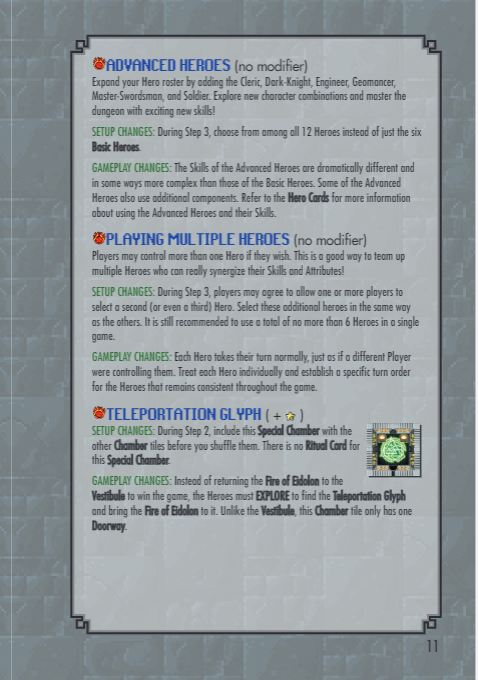 ADVANCED HEROES (no modifier)
Expand your Hero roster by adding the Cleric, Dark-Knight, Engineer, Geomancer,
Master-Swordsman, and Soldier. Explore new character combinations and master the
dungeon with exciting new skills!
SETUP CHANGES: During Step 3, choose from among all 12 Heroes instead of just the six
Basic Heroes.
GAMEPLAY CHANGES: The Skills of the Advanced Heroes are dramatically different and
in some ways more complex than those of the Basic Heroes. Some of the Advanced
Heroes also use additional components. Refer to the Hero Cards for more information
about using the Advanced Heroes and their Skills.
PLAYING MULTIPLE HEROES (no modifier)
Players may control more than one Hero if they wish. This is a good way to team up
multiple Heroes who can really synergize their Skills and Attributes!
SETUP CHANGES: During Step 3, players may agree to allow one or more players to
select a second (or even a third) Hero. Select these additional heroes in the same way
as the others. It is still recommended to use a total of no more than 6 Heroes in a single
game.
GAMEPLAY CHANGES: Each Hero takes their turn normally, just as if a different Player
were controlling them. Treat each Hero individually and establish a specific turn order
for the Heroes that remains consistent throughout the game.
TELEPORTATION GLYPH ( + ☆ )
SETUP CHANGES: During Step 2, include this Special Chamber with the
other Chamber tiles before you shuffle them. There is no Ritual Card for
this Special Chamber.
GAMEPLAY CHANGES: Instead of returning the Fire of Eidolon to the
Vestibule to win the game, the Heroes must EXPLORE to find the Teleportation Glyph
and bring the Fire of Eidolon to it. Unlike the Vestibule, this Chamber tile only has one
Doorway.
11